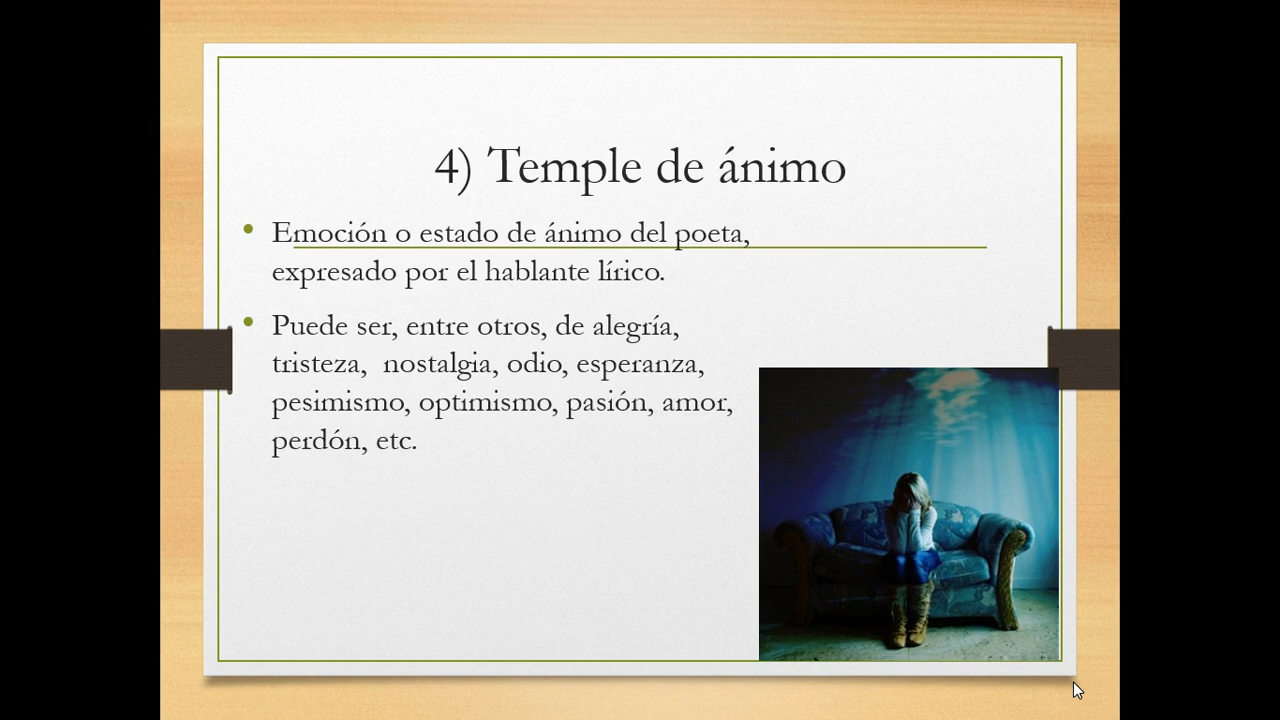 4) Temple de ánimo
• Emoción o estado de ánimo del poeta,
expresado por el hablante lírico.
• Puede ser, entre otros, de alegría,
tristeza,  nostalgia, odio, esperanza,
pesimismo, optimismo, pasión, amor,
perdón, etc.